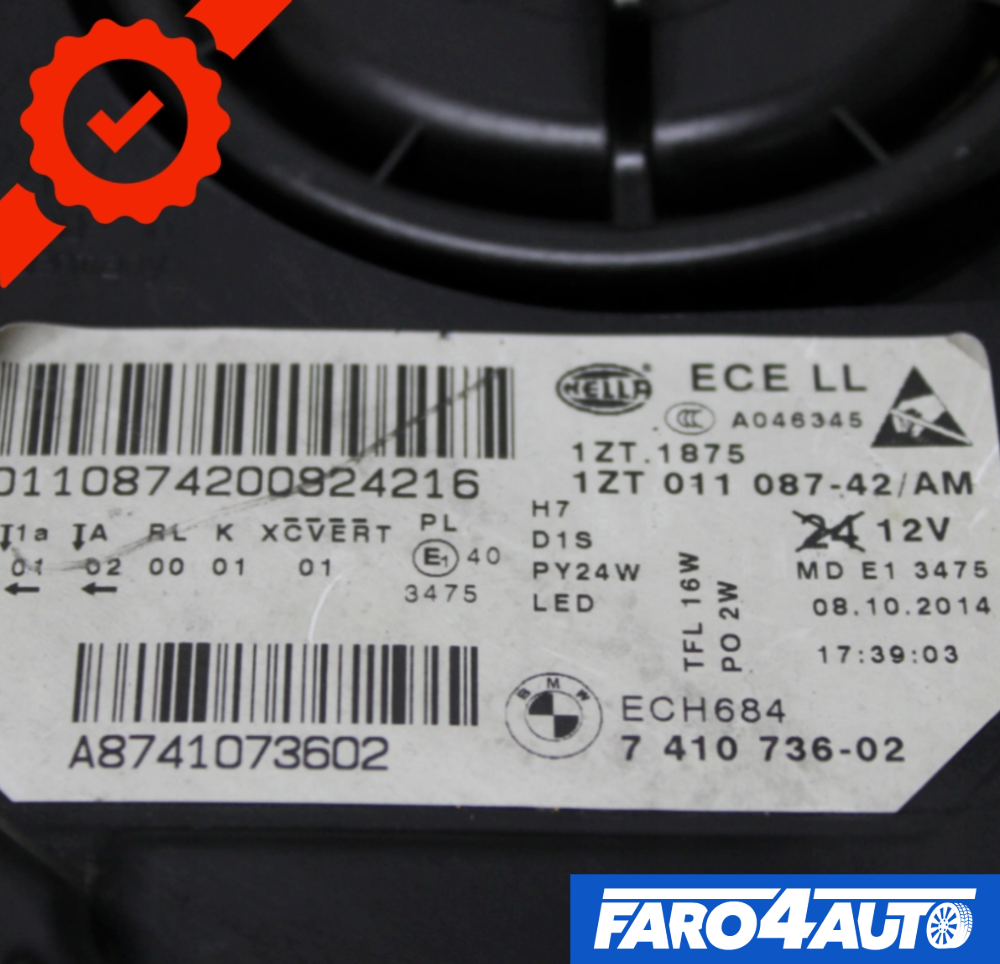 HELLA ECE LL
CCC A046345
0110874200924216
1ZT.1875
1ZT 011 087-42/AM
I1a IA RL K XCVERT PL
01 02 00 01 01 E1 40
3475
H7
D1S
PY24W
LED
TFL 16W
PO 2W
24 12V
MD E1 3475
08.10.2014
17:39:03
A8741073602
BMW
ECH684
7 410 736-02
FARO4AUTO